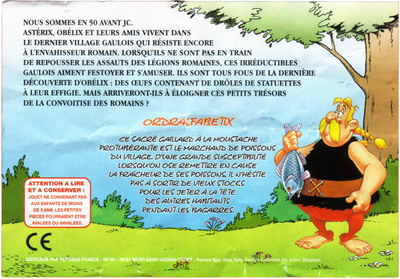 NOUS SOMMES EN 50 AVANT JC.
ASTÉRIX, OBÉLIX ET LEURS AMIS VIVENT DANS
LE DERNIER VILLAGE GAULOIS QUI RÉSISTE ENCORE
À L'ENVAHISSEUR ROMAIN. LORSQU'ILS NE SONT PAS EN TRAIN
DE REPOUSSER LES ASSAUTS DES LÉGIONS ROMAINES, CES IRRÉDUCTIBLES
GAULOIS AIMENT FESTOYER ET S'AMUSER. ILS SONT TOUS FOUS DE LA DERNIÈRE
DÉCOUVERTE D'OBÉLIX : DES ŒUFS CONTENANT DE DRÔLES DE STATUETTES
À LEUR EFFIGIE. MAIS ARRIVERONT-ILS À ÉLOIGNER CES PETITS TRÉSORS
DE LA CONVOITISE DES ROMAINS ?
ORDRALFABETIX
CE SACRÉ GAILLARD À LA MOUSTACHE
PROTUBÉRANTE EST LE MARCHAND DE POISSONS
DU VILLAGE. D'UNE GRANDE SUSCEPTIBILITÉ
LORSQU'ON OSE REMETTRE EN CAUSE
LA FRAÎCHEUR DE SES POISSONS, IL N'HÉSITE
PAS À SORTIR DE VIEUX STOCKS
POUR LES JETER À LA TÊTE
DES AUTRES HABITANTS
PENDANT LES BAGARRES.
ATTENTION A LIRE
ET A CONSERVER :
JOUET NE CONVENANT PAS
AUX ENFANTS DE MOINS
DE 3 ANS. LES PETITES
PIÈCES POURRAIENT ETRE
AVALEES OU INHALEES.
CE